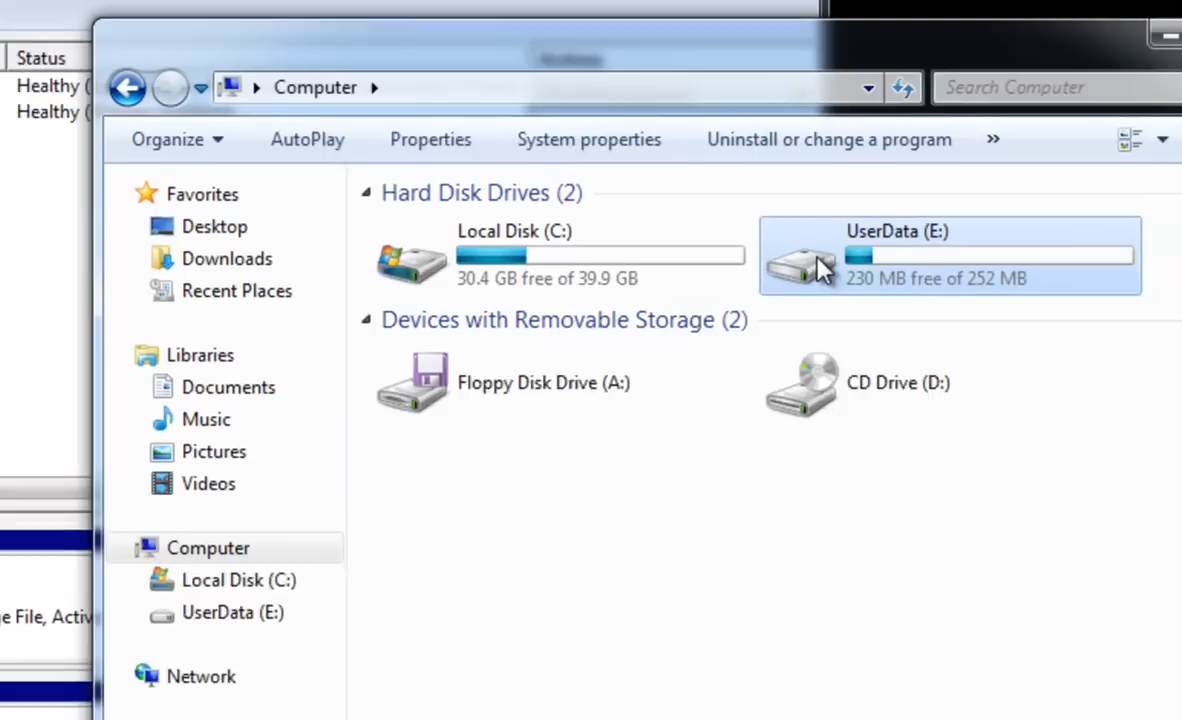 Status
Healthy (
Healthy (
Computer
Search Computer
Organize
AutoPlay
Properties
System properties
Uninstall or change a program
»
Favorites
Desktop
Downloads
Recent Places
Libraries
Documents
Music
Pictures
Videos
Computer
Local Disk (C:)
UserData (E:)
Network
Hard Disk Drives (2)
Local Disk (C:)
30.4 GB free of 39.9 GB
UserData (E:)
230 MB free of 252 MB
Devices with Removable Storage (2)
Floppy Disk Drive (A:)
CD Drive (D:)
e File, Activ